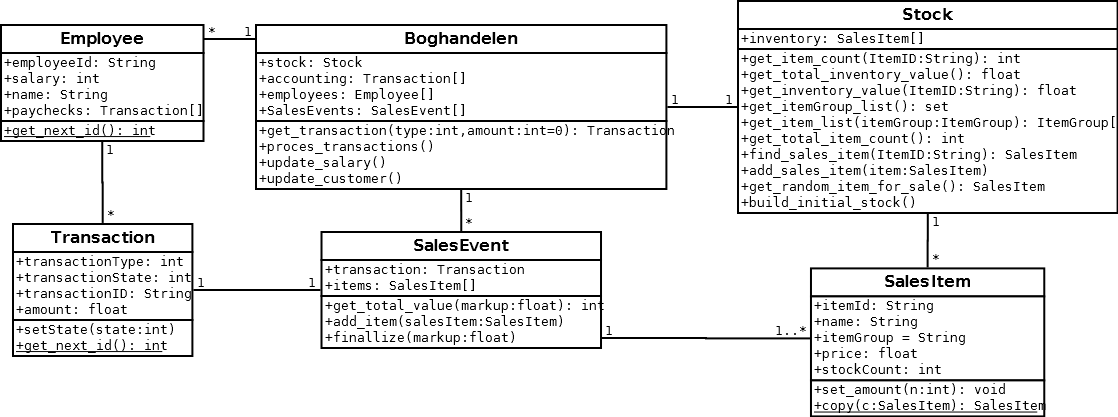 Employee
+employeeId: String
+salary: int
+name: String
+paychecks: Transaction[]
+get_next_id(): int
* 1
Boghandelen
+stock: Stock
+accounting: Transaction[]
+employees: Employee[]
+SalesEvents: SalesEvent[]
+get_transaction(type:int,amount:int=0): Transaction
+proces_transactions()
+update_salary()
+update_customer()
1 1
Stock
+inventory: SalesItem[]
+get_item_count(ItemID:String): int
+get_total_inventory_value(): float
+get_inventory_value(ItemID:String): float
+get_itemGroup_list(): set
+get_item_list(itemGroup:ItemGroup): ItemGroup[
+get_total_item_count(): int
+find_sales_item(ItemID:String): SalesItem
+add_sales_item(item:SalesItem)
+get_random_item_for_sale(): SalesItem
+build_initial_stock()
1
*
1
*
1
*
Transaction
+transactionType: int
+transactionState: int
+transactionID: String
+amount: float
+setState(state:int)
+get_next_id(): int
1 1
SalesEvent
+transaction: Transaction
+items: SalesItem[]
+get_total_value(markup:float): int
+add_item(salesItem:SalesItem)
+finallize(markup:float)
1 1..*
SalesItem
+itemId: String
+name: String
+itemGroup = String
+price: float
+stockCount: int
+set_amount(n:int): void
+copy(c:SalesItem): SalesItem